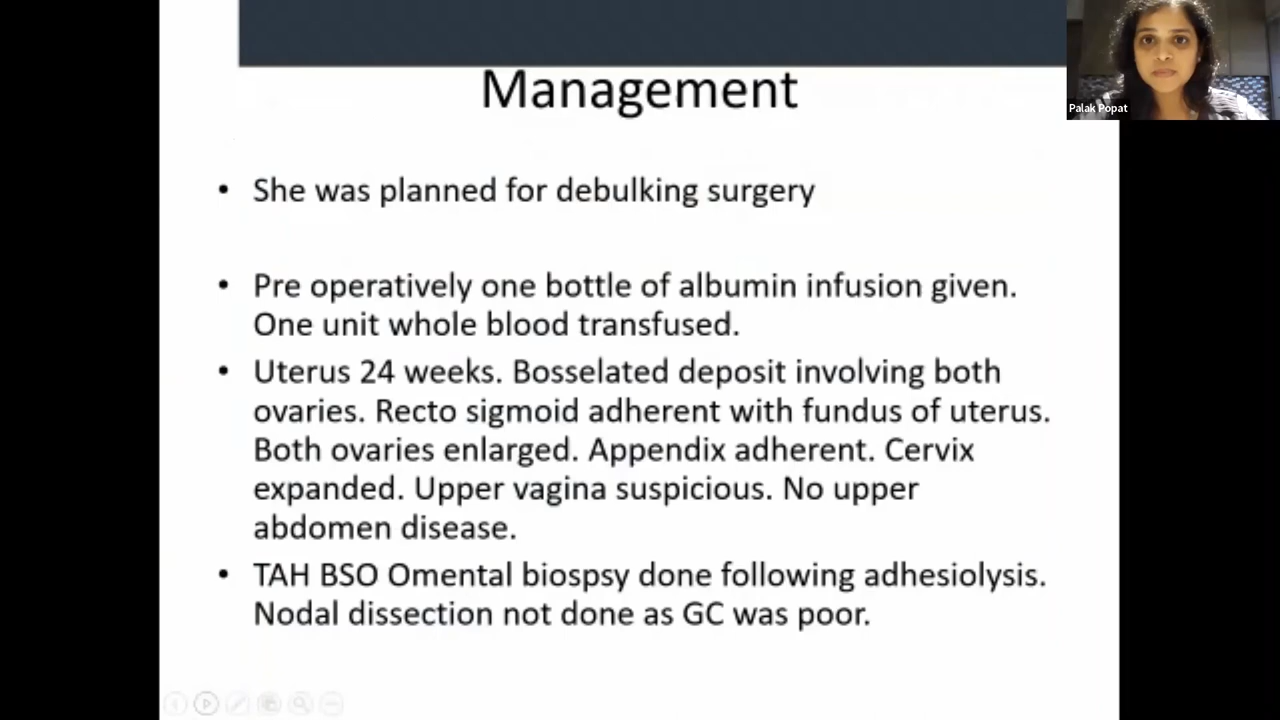 Management
Palak Popat
• She was planned for debulking surgery
• Pre operatively one bottle of albumin infusion given.
One unit whole blood transfused.
• Uterus 24 weeks. Bosselated deposit involving both
ovaries. Recto sigmoid adherent with fundus of uterus.
Both ovaries enlarged. Appendix adherent. Cervix
expanded. Upper vagina suspicious. No upper
abdomen disease.
• TAH BSO Omental biospsy done following adhesiolysis.
Nodal dissection not done as GC was poor.